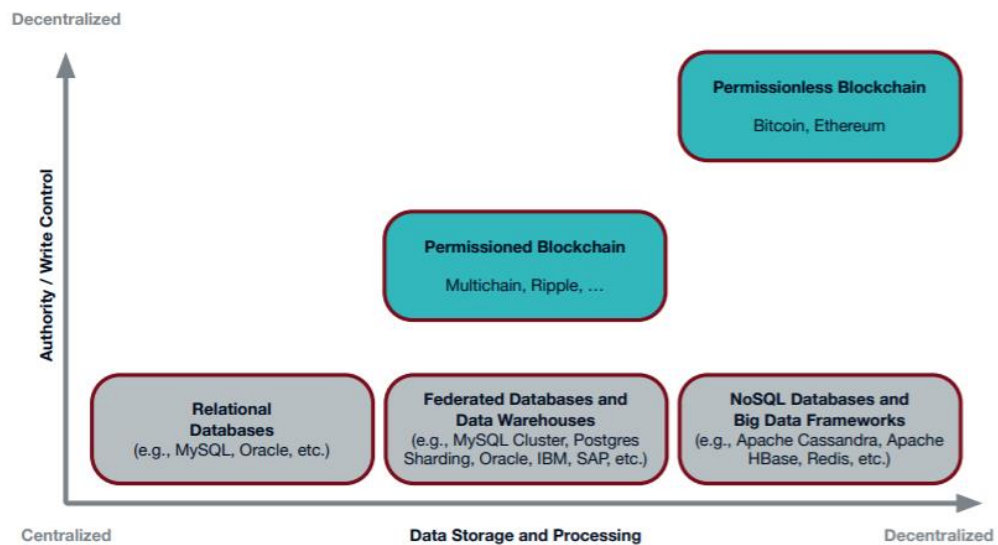 Decentralized
Permissionless Blockchain
Bitcoin, Ethereum
Authority / Write Control
Permissioned Blockchain
Multichain, Ripple, …
Relational
Databases
(e.g., MySQL, Oracle, etc.)
Federated Databases and
Data Warehouses
(e.g., MySQL Cluster, Postgres
Sharding, Oracle, IBM, SAP, etc.)
NoSQL Databases and
Big Data Frameworks
(e.g., Apache Cassandra, Apache
HBase, Redis, etc.)
Centralized
Data Storage and Processing
Decentralized